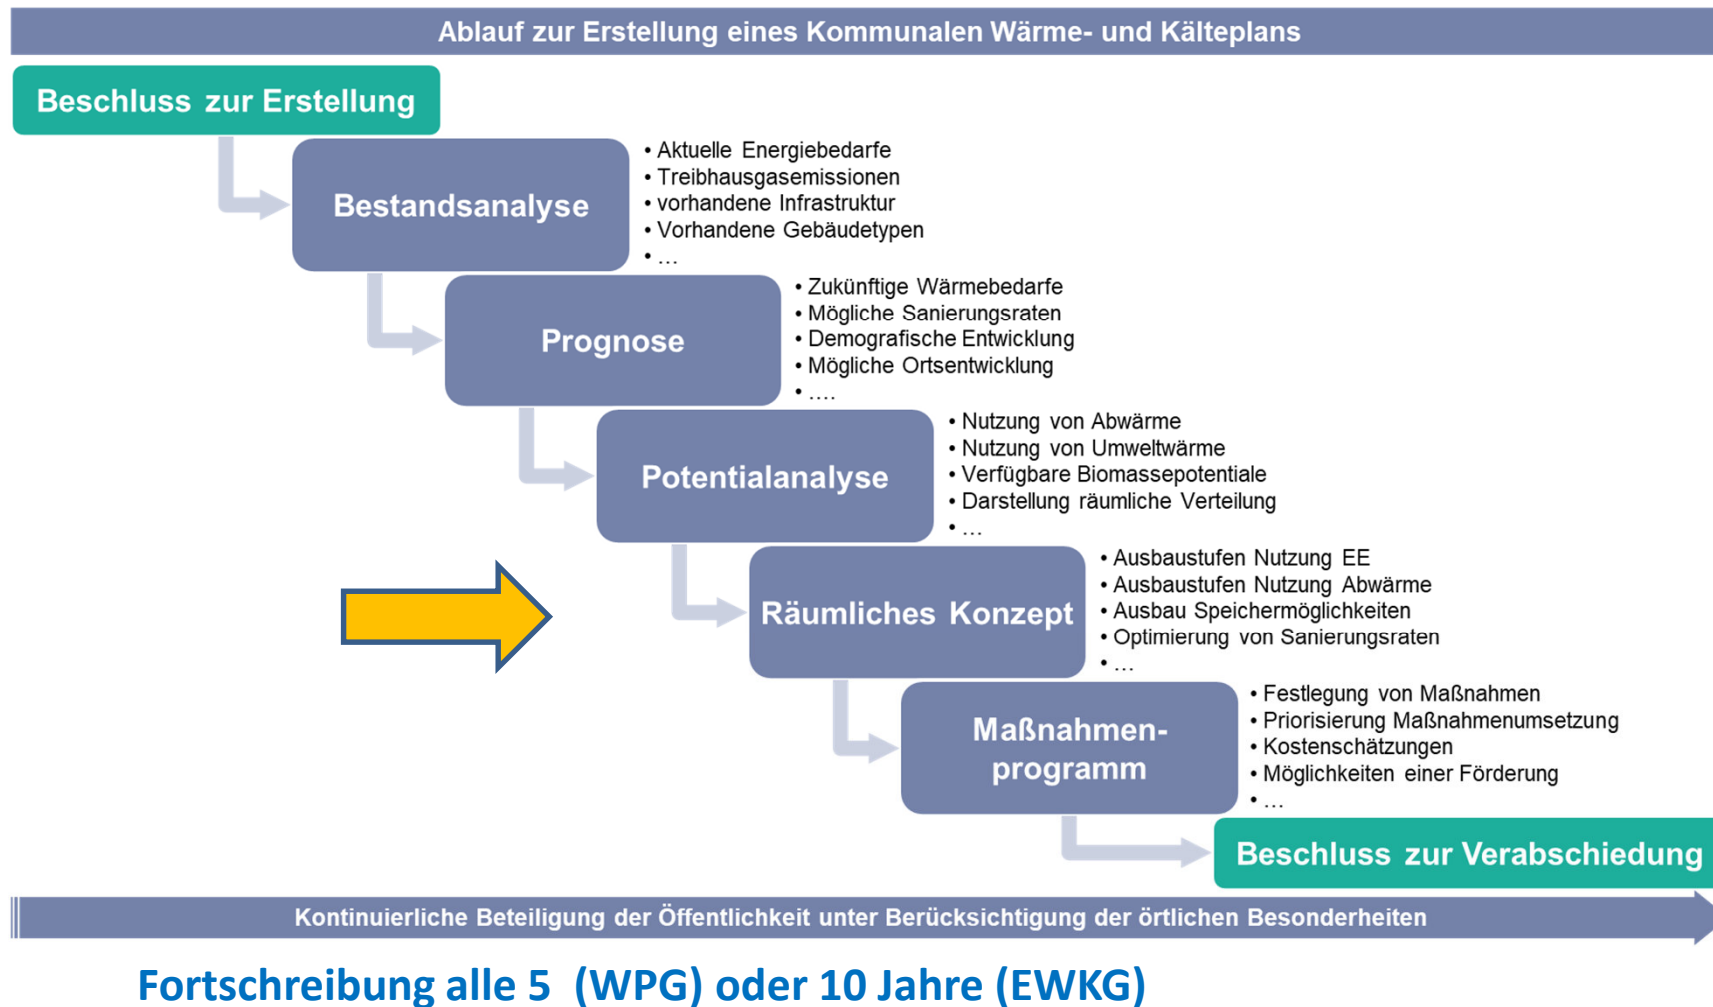 Ablauf zur Erstellung eines Kommunalen Wärme- und Kälteplans
Beschluss zur Erstellung
Bestandsanalyse
• Aktuelle Energiebedarfe
• Treibhausgasemissionen
• vorhandene Infrastruktur
• Vorhandene Gebäudetypen
• ...
Prognose
• Zukünftige Wärmebedarfe
• Mögliche Sanierungsraten
• Demografische Entwicklung
• Mögliche Ortsentwicklung
• ....
Potentialanalyse
• Nutzung von Abwärme
• Nutzung von Umweltwärme
• Verfügbare Biomassepotentiale
• Darstellung räumliche Verteilung
• ...
Räumliches Konzept
• Ausbaustufen Nutzung EE
• Ausbaustufen Nutzung Abwärme
• Ausbau Speichermöglichkeiten
• Optimierung von Sanierungsraten
• ...
Maßnahmen-
programm
• Festlegung von Maßnahmen
• Priorisierung Maßnahmenumsetzung
• Kostenschätzungen
• Möglichkeiten einer Förderung
• ...
Beschluss zur Verabschiedung
Kontinuierliche Beteiligung der Öffentlichkeit unter Berücksichtigung der örtlichen Besonderheiten
Fortschreibung alle 5 (WPG) oder 10 Jahre (EWKG)